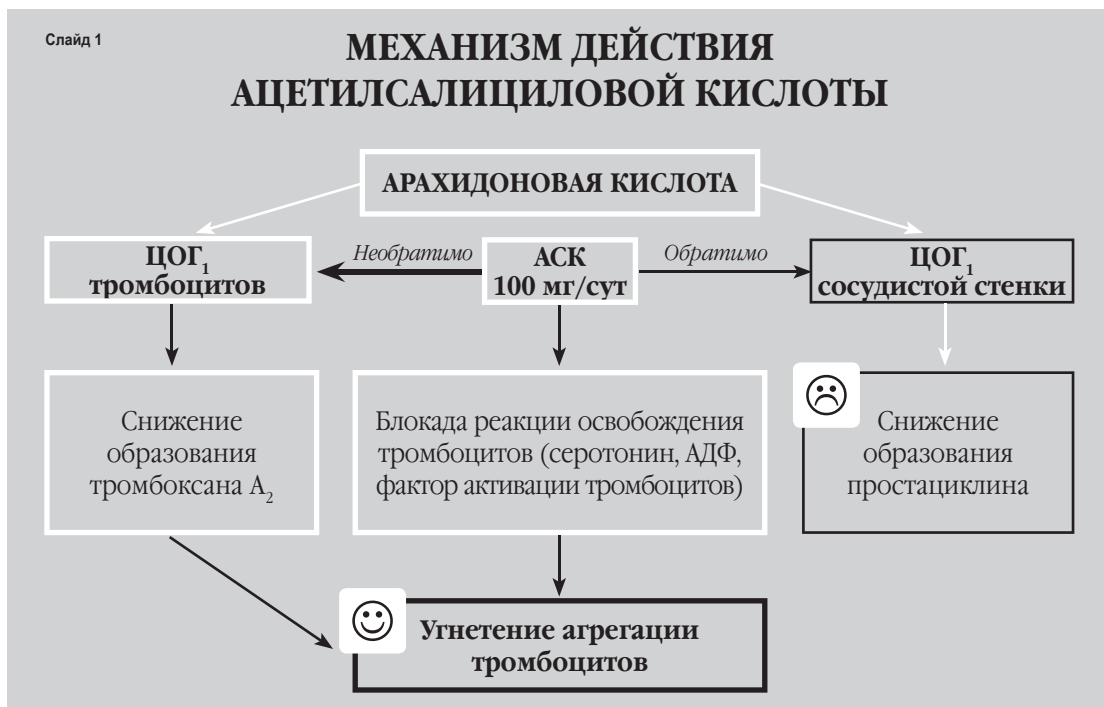 Слайд 1
МЕХАНИЗМ ДЕЙСТВИЯ
АЦЕТИЛСАЛИЦИЛОВОЙ КИСЛОТЫ
АРАХИДОНОВАЯ КИСЛОТА
ЦОГ₁
тромбоцитов
Необратимо
АСК
100 мг/сут
Обратимо
ЦОГ₁
сосудистой стенки
Снижение
образования
тромбоксана А₂
Блокада реакции освобождения
тромбоцитов (серотонин, АДФ,
фактор активации тромбоцитов)
Снижение
образования
простациклина
Угнетение агрегации
тромбоцитов